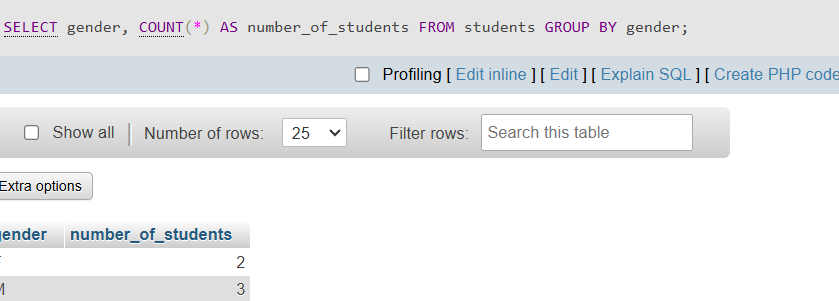 SELECT gender, COUNT(*) AS number_of_students FROM students GROUP BY gender;
Profiling [ Edit inline ] [ Edit ] [ Explain SQL ] [ Create PHP code
Show all Number of rows: 25 Filter rows: Search this table
Extra options
gender number_of_students
2
M 3